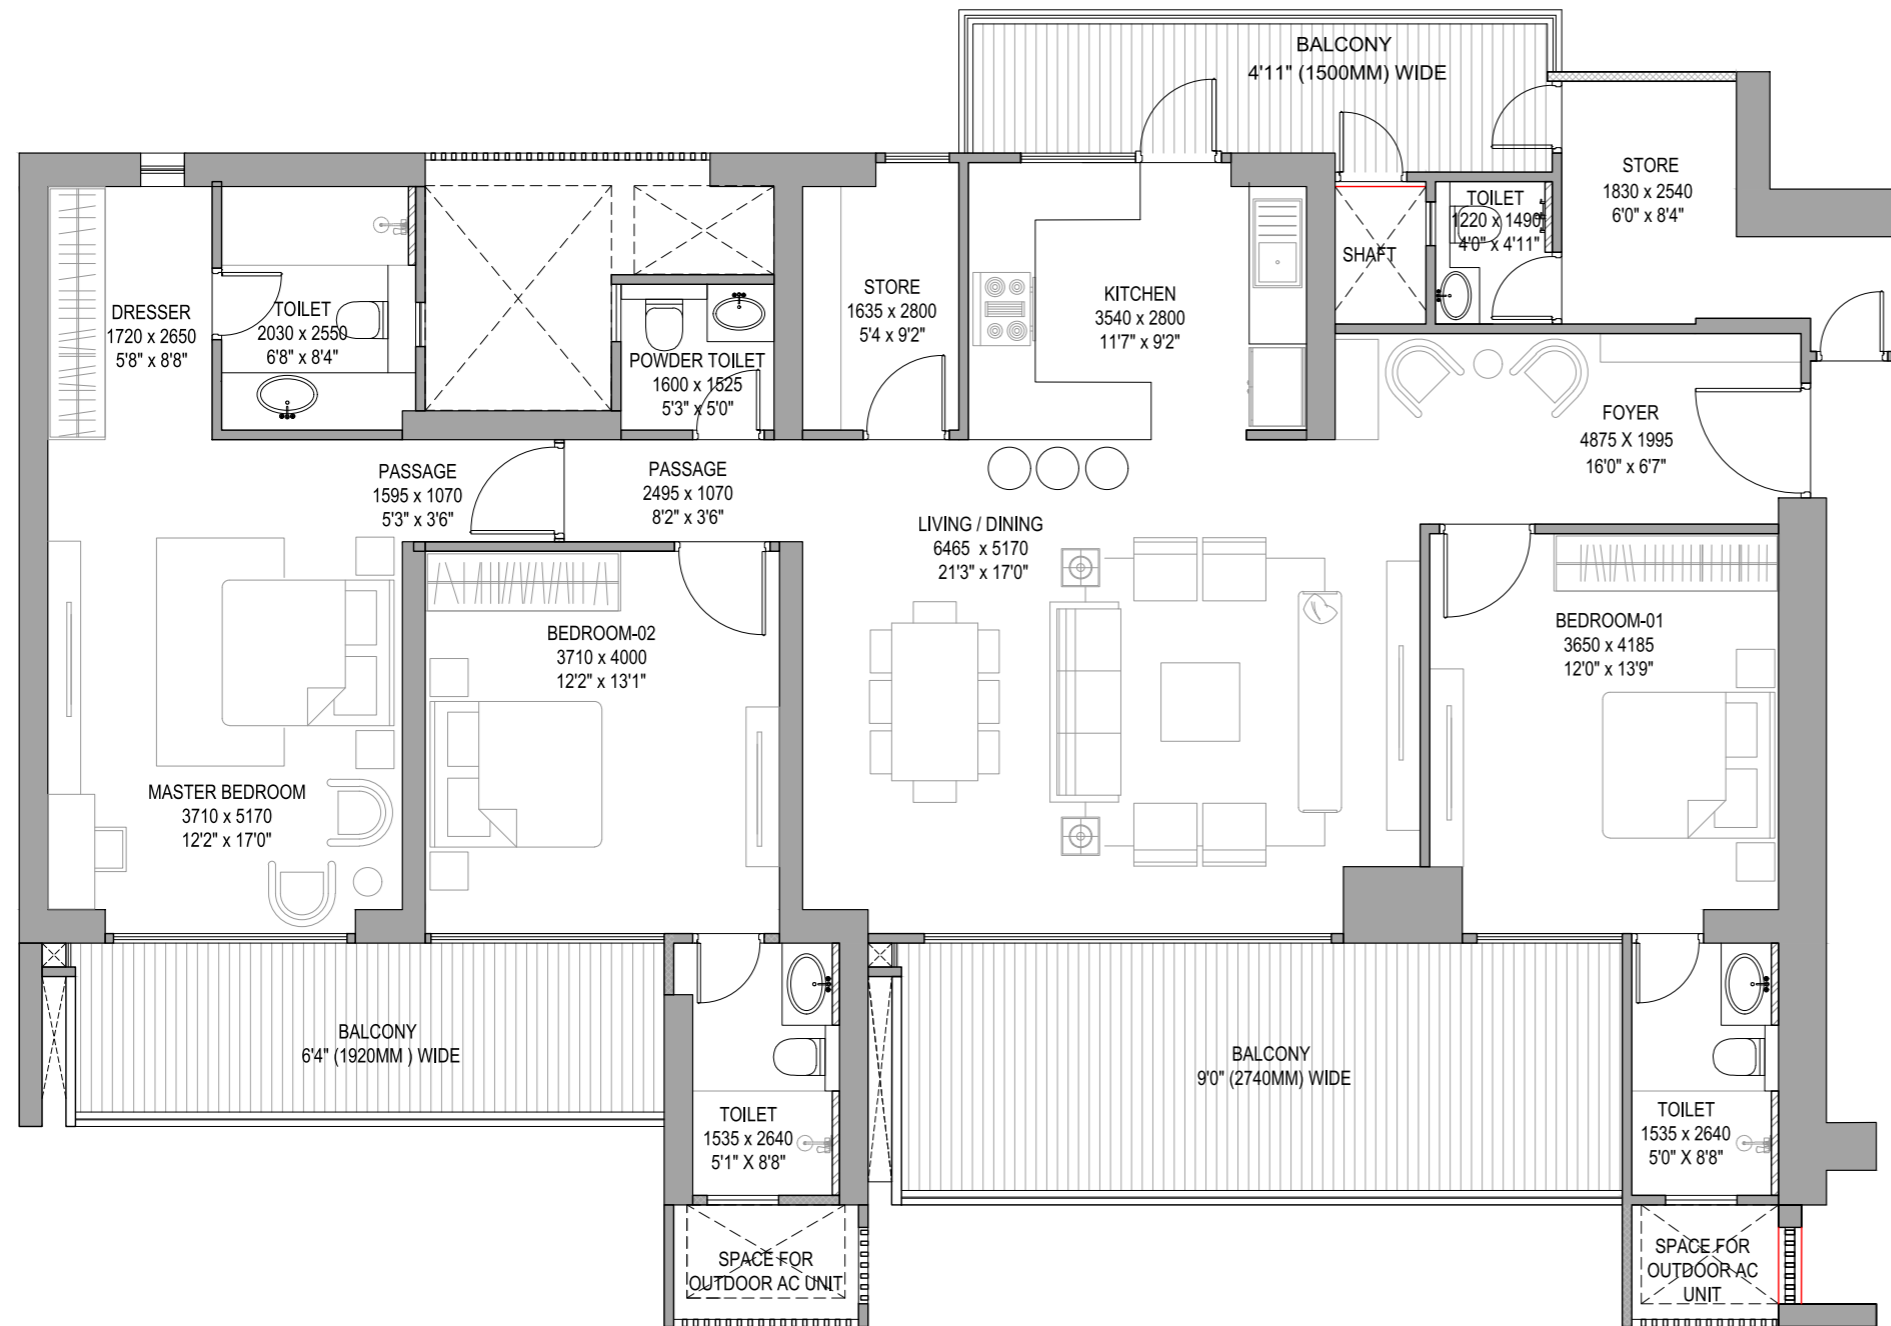 BALCONY
4'11" (1500MM) WIDE
STORE
1830 x 2540
6'0" x 8'4"
TOILET
1220 x 1490
4'0" x 4'11"
SHAFT
DRESSER
1720 x 2650
5'8" x 8'8"
TOILET
2030 x 2550
6'8" x 8'4"
POWDER TOILET
1600 x 1525
5'3" x 5'0"
STORE
1635 x 2800
5'4 x 9'2"
KITCHEN
3540 x 2800
11'7" x 9'2"
FOYER
4875 X 1995
16'0" x 6'7"
PASSAGE
1595 x 1070
5'3" x 3'6"
PASSAGE
2495 x 1070
8'2" x 3'6"
LIVING / DINING
6465 x 5170
21'3" x 17'0"
BEDROOM-02
3710 x 4000
12'2" x 13'1"
BEDROOM-01
3650 x 4185
12'0" x 13'9"
MASTER BEDROOM
3710 x 5170
12'2" x 17'0"
BALCONY
6'4" (1920MM ) WIDE
BALCONY
9'0" (2740MM) WIDE
TOILET
1535 x 2640
5'1" X 8'8"
TOILET
1535 x 2640
5'0" X 8'8"
SPACE FOR
OUTDOOR AC UNIT
SPACE FOR
OUTDOOR AC
UNIT